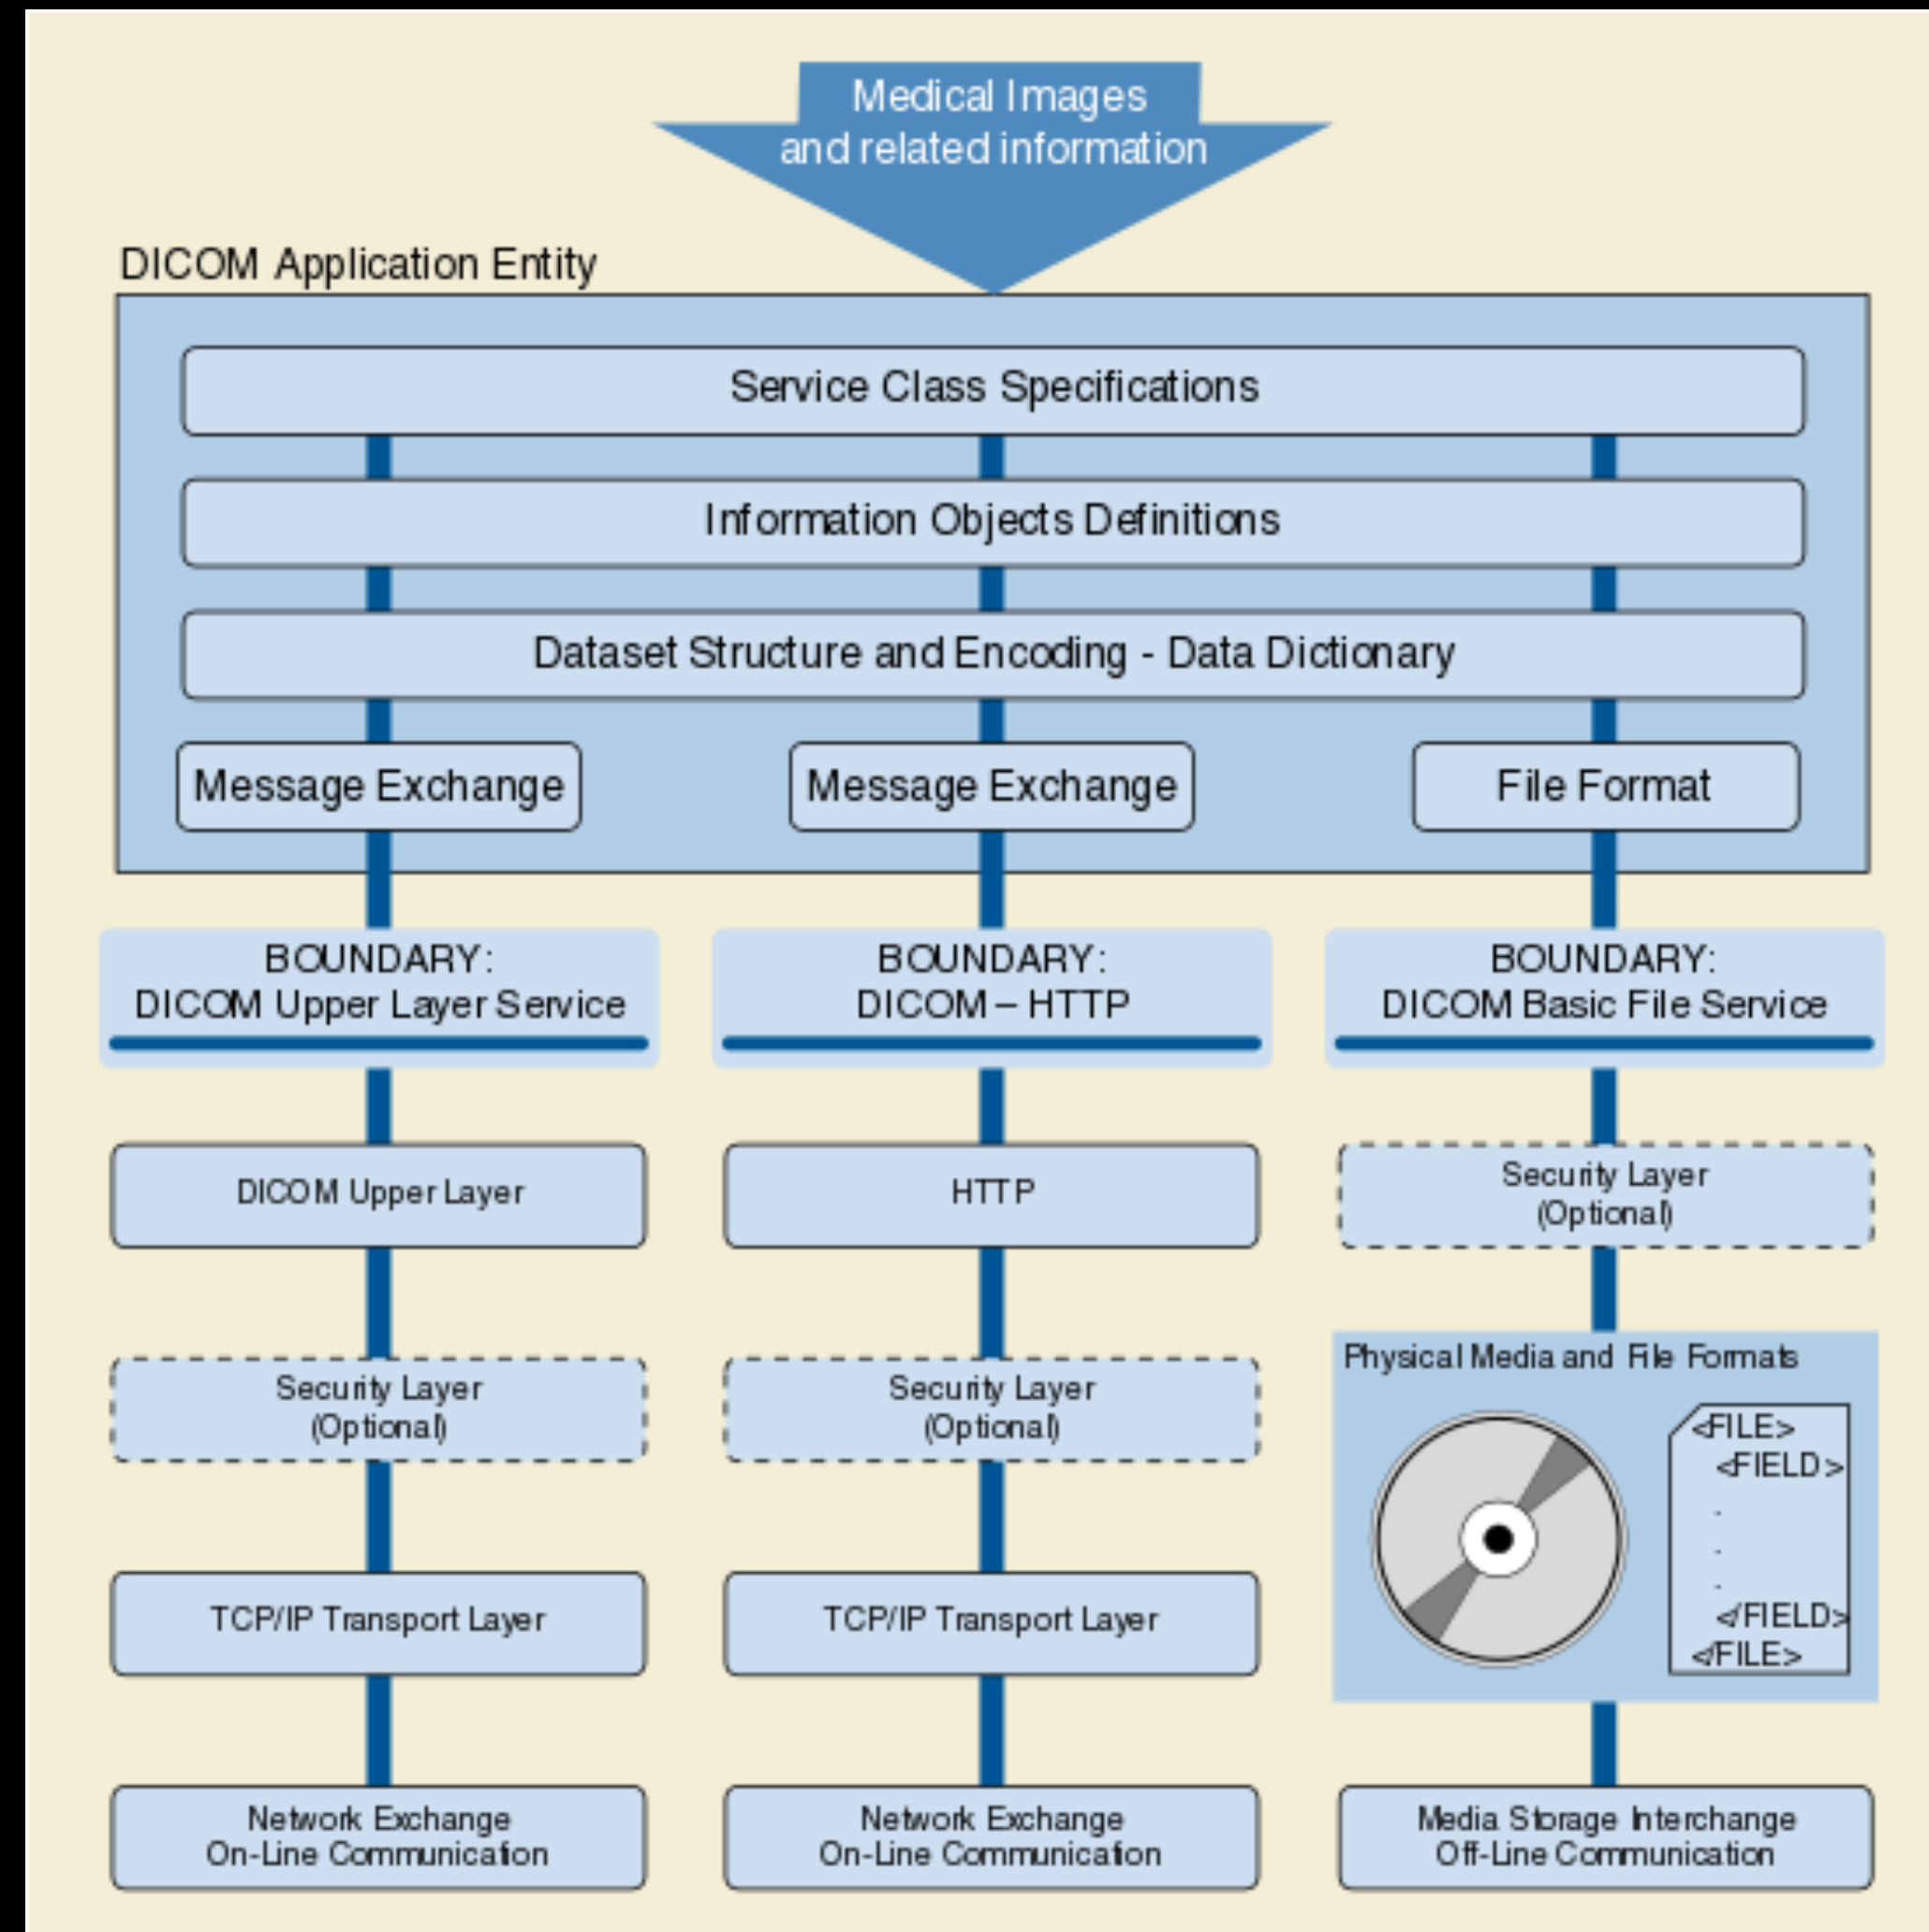 Medical Images
and related information
DICOM Application Entity
Service Class Specifications
Information Objects Definitions
Dataset Structure and Encoding - Data Dictionary
Message Exchange
Message Exchange
File Format
BOUNDARY:
DICOM Upper Layer Service
BOUNDARY:
DICOM – HTTP
BOUNDARY:
DICOM Basic File Service
DICOM Upper Layer
HTTP
Security Layer
(Optional)
Security Layer
(Optional)
Security Layer
(Optional)
Physical Media and File Formats
<FILE>
<FIELD>
.
.
.
</FIELD>
</FILE>
TCP/IP Transport Layer
TCP/IP Transport Layer
Network Exchange
On-Line Communication
Network Exchange
On-Line Communication
Media Storage Interchange
Off-Line Communication